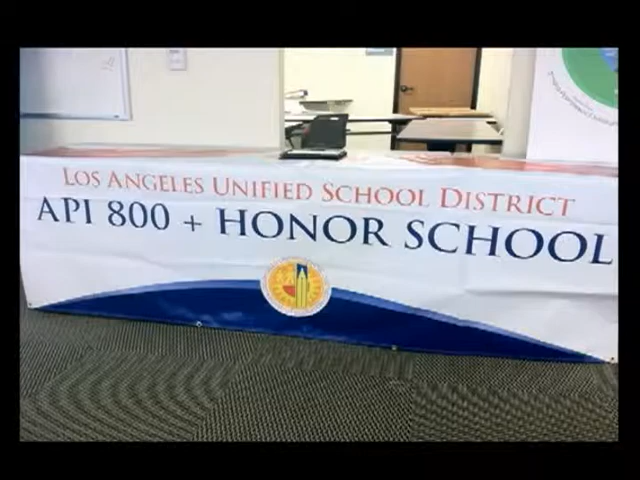 LOS ANGELES UNIFIED SCHOOL DISTRICT
API 800 + HONOR SCHOOL